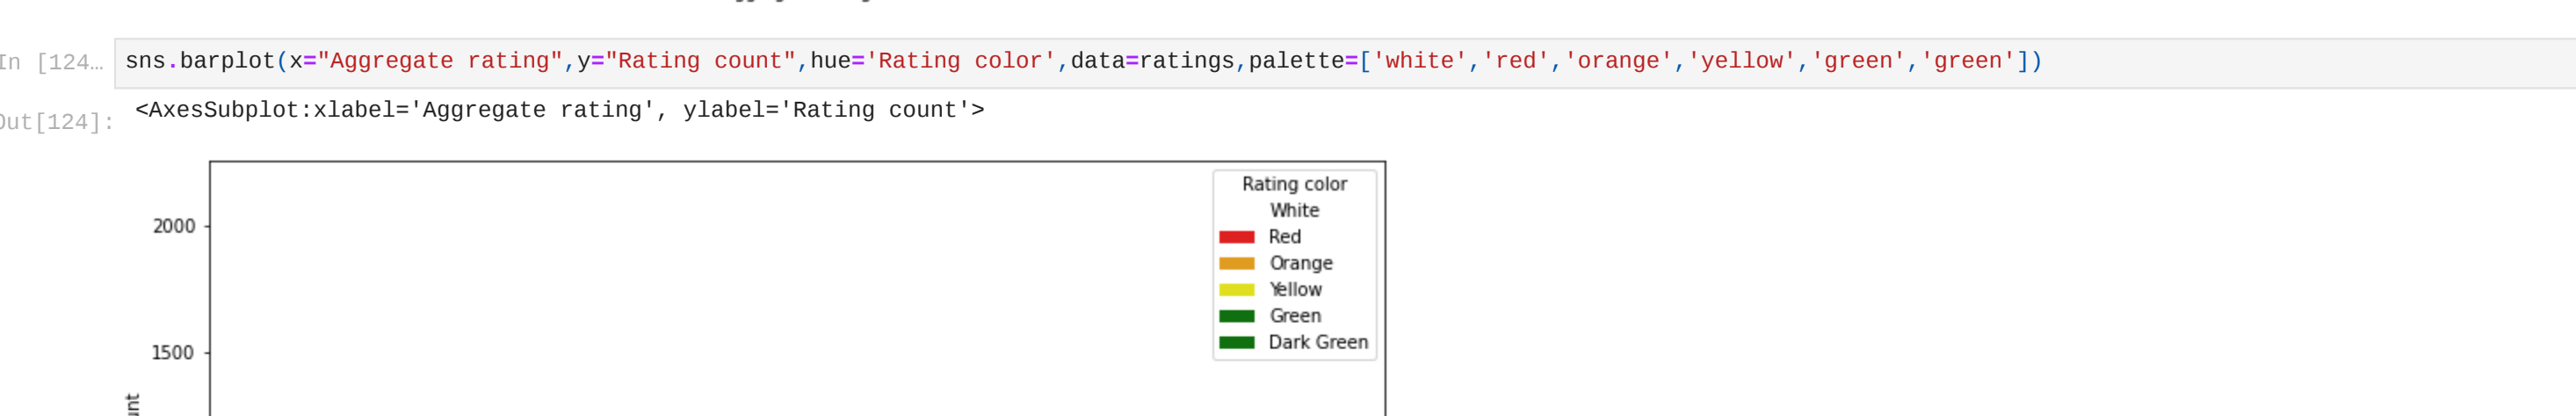 In [124…
sns.barplot(x="Aggregate rating",y="Rating count",hue='Rating color',data=ratings,palette=['white','red','orange','yellow','green','green'])
Out[124]:
<AxesSubplot:xlabel='Aggregate rating', ylabel='Rating count'>
Rating color
White
Red
Orange
Yellow
Green
Dark Green
2000
1500